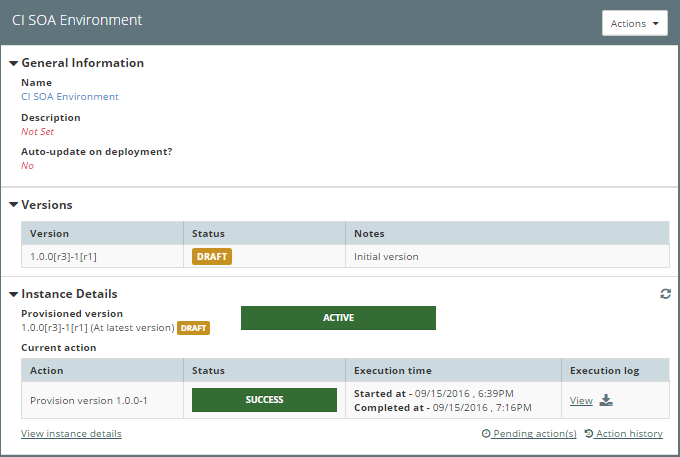 CI SOA Environment
Actions
General Information
Name
CI SOA Environment
Description
Not Set
Auto-update on deployment?
No
Versions
Version Status Notes
1.0.0[r3]-1[r1] DRAFT Initial version
Instance Details
Provisioned version
1.0.0[r3]-1[r1] (At latest version) DRAFT
ACTIVE
Current action
Action Status Execution time Execution log
Provision version 1.0.0-1 SUCCESS Started at - 09/15/2016 , 6:39PM View
Completed at - 09/15/2016 , 7:16PM
View instance details Pending action(s) Action history